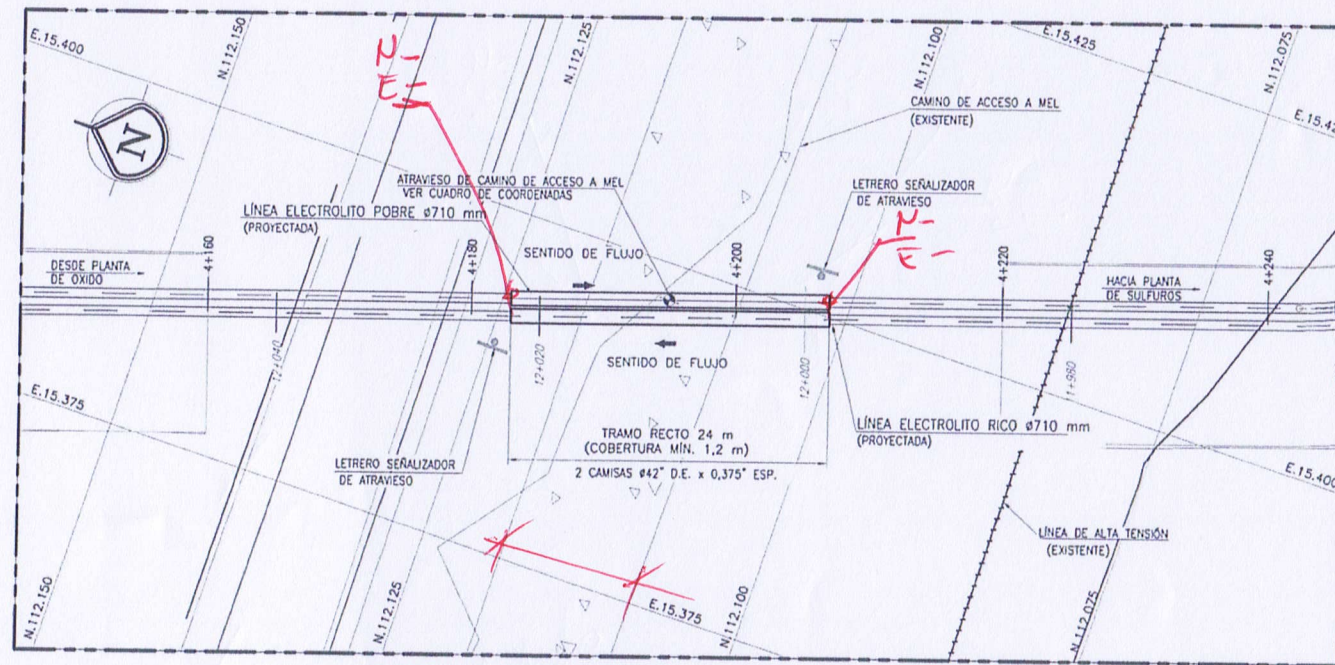 E.15.400
N.112.150
N.112.125
N.112.100
E.15.425
N.112.075
N-
E-
CAMINO DE ACCESO A MEL
(EXISTENTE)
N
ATRAVIESO DE CAMINO DE ACCESO A MEL
VER CUADRO DE COORDENADAS
LETRERO SEÑALIZADOR
DE ATRAVIESO
LÍNEA ELECTROLITO POBRE ø710 mm
(PROYECTADA)
N-
E-
SENTIDO DE FLUJO
DESDE PLANTA
DE OXIDO
4+160
4+180
4+200
4+220
4+240
HACIA PLANTA
DE SULFUROS
12+040
12+020
12+000
1+980
SENTIDO DE FLUJO
E.15.375
LÍNEA ELECTROLITO RICO ø710 mm
(PROYECTADA)
TRAMO RECTO 24 m
(COBERTURA MÍN. 1,2 m)
2 CAMISAS ø42" D.E. x 0,375" ESP.
LETRERO SEÑALIZADOR
DE ATRAVIESO
E.15.400
LÍNEA DE ALTA TENSIÓN
(EXISTENTE)
E.15.375
N.112.150
N.112.125
N.112.100
N.112.075